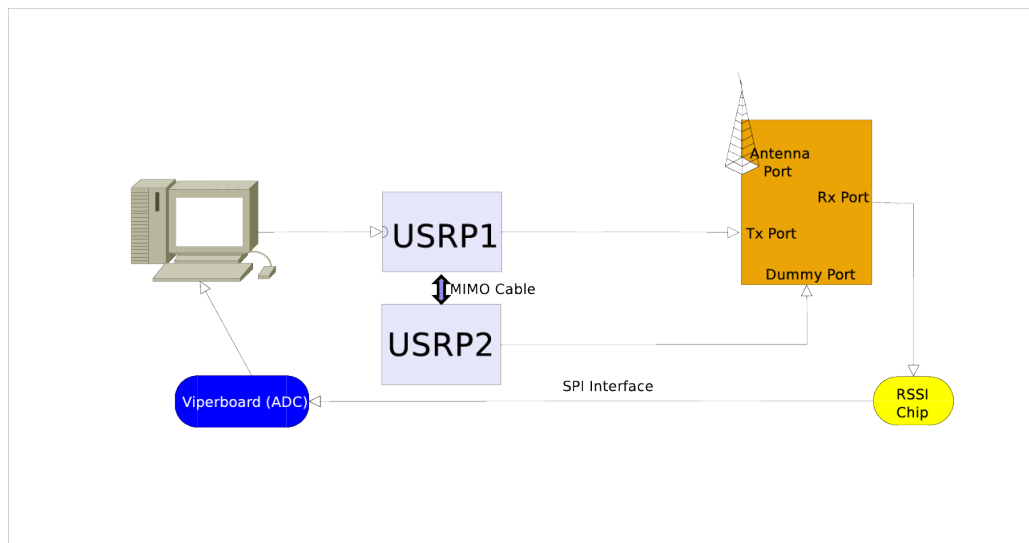 Antenna
Port
Rx Port
USRP1
Tx Port
Dummy Port
MIMO Cable
USRP2
SPI Interface
Viperboard (ADC)
RSSI
Chip